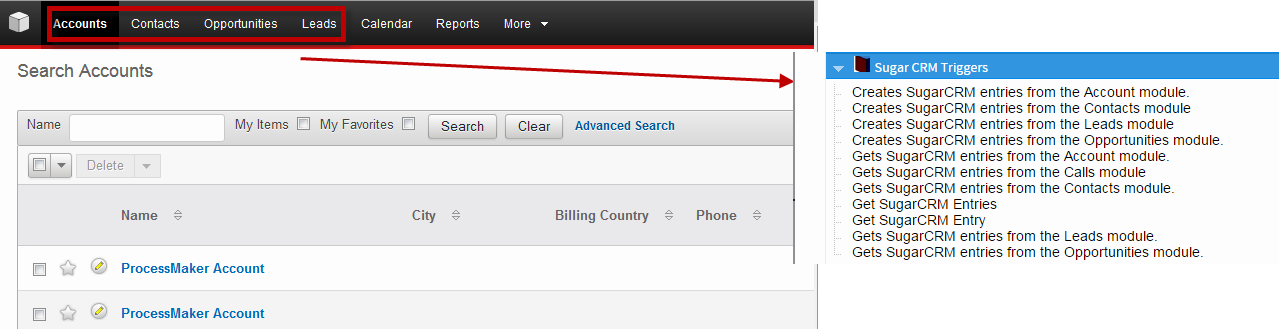 Accounts Contacts Opportunities Leads Calendar Reports More
Search Accounts
Name My Items My Favorites Search Clear Advanced Search
Delete
Name City Billing Country Phone
ProcessMaker Account
ProcessMaker Account
Sugar CRM Triggers
Creates SugarCRM entries from the Account module.
Creates SugarCRM entries from the Contacts module
Creates SugarCRM entries from the Leads module
Creates SugarCRM entries from the Opportunities module.
Gets SugarCRM entries from the Account module.
Gets SugarCRM entries from the Calls module
Gets SugarCRM entries from the Contacts module.
Get SugarCRM Entries
Get SugarCRM Entry
Gets SugarCRM entries from the Leads module.
Gets SugarCRM entries from the Opportunities module.